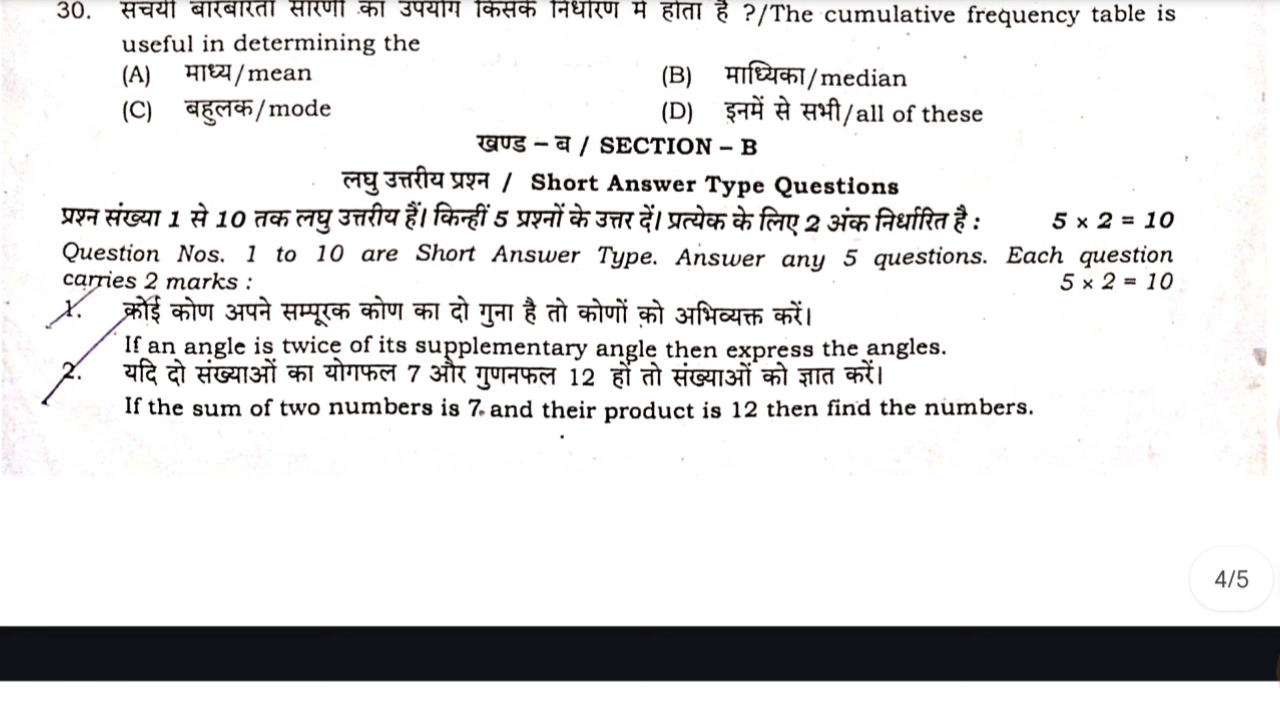 30. संचयी बारंबारता सारणी का उपयोग किसके निर्धारण में होता है ?/The cumulative frequency table is
useful in determining the
(A) माध्य/mean (B) माध्यिका/median
(C) बहुलक/mode (D) इनमें से सभी/all of these
खण्ड – ब / SECTION – B
लघु उत्तरीय प्रश्न / Short Answer Type Questions
प्रश्न संख्या 1 से 10 तक लघु उत्तरीय हैं। किन्हीं 5 प्रश्नों के उत्तर दें। प्रत्येक के लिए 2 अंक निर्धारित है : 5 × 2 = 10
Question Nos. 1 to 10 are Short Answer Type. Answer any 5 questions. Each question
carries 2 marks : 5 × 2 = 10
1. कोई कोण अपने सम्पूरक कोण का दो गुना है तो कोणों को अभिव्यक्त करें।
If an angle is twice of its supplementary angle then express the angles.
2. यदि दो संख्याओं का योगफल 7 और गुणनफल 12 हों तो संख्याओं को ज्ञात करें।
If the sum of two numbers is 7 and their product is 12 then find the numbers.
4/5